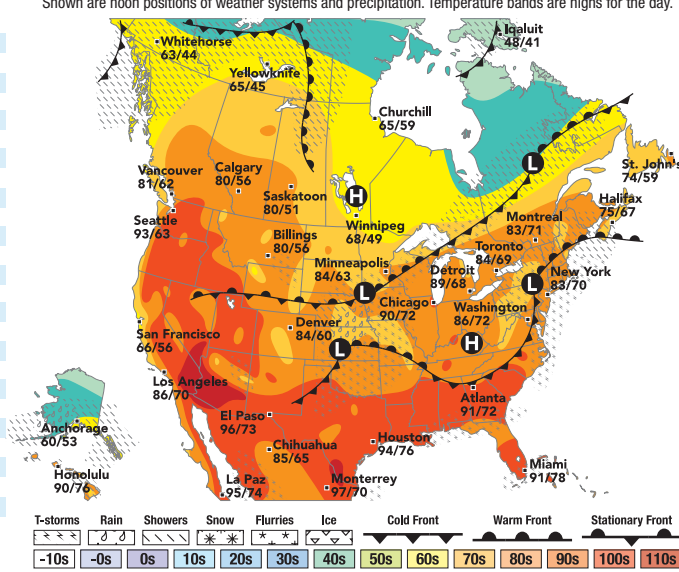 Shown are noon positions of weather systems and precipitation. Temperature bands are highs for the day.
Iqaluit
48/41
Whitehorse
63/44
Yellowknife
65/45
Churchill
65/59
L
St. John's
74/59
Vancouver
81/62
Calgary
80/56
Saskatoon
80/51
H
Winnipeg
68/49
Halifax
75/67
Montreal
83/71
Seattle
93/63
Billings
80/56
Toronto
84/69
Minneapolis
84/63
Detroit
89/68
L
New York
83/70
L
Chicago
90/72
Washington
86/72
San Francisco
66/56
Denver
84/60
L
H
Los Angeles
86/70
Atlanta
91/72
El Paso
96/73
Anchorage
60/53
Chihuahua
85/65
Houston
94/76
Honolulu
90/76
La Paz
95/74
Monterrey
97/70
Miami
91/78
T-storms Rain Showers Snow Flurries Ice Cold Front Warm Front Stationary Front
-10s -0s 0s 10s 20s 30s 40s 50s 60s 70s 80s 90s 100s 110s